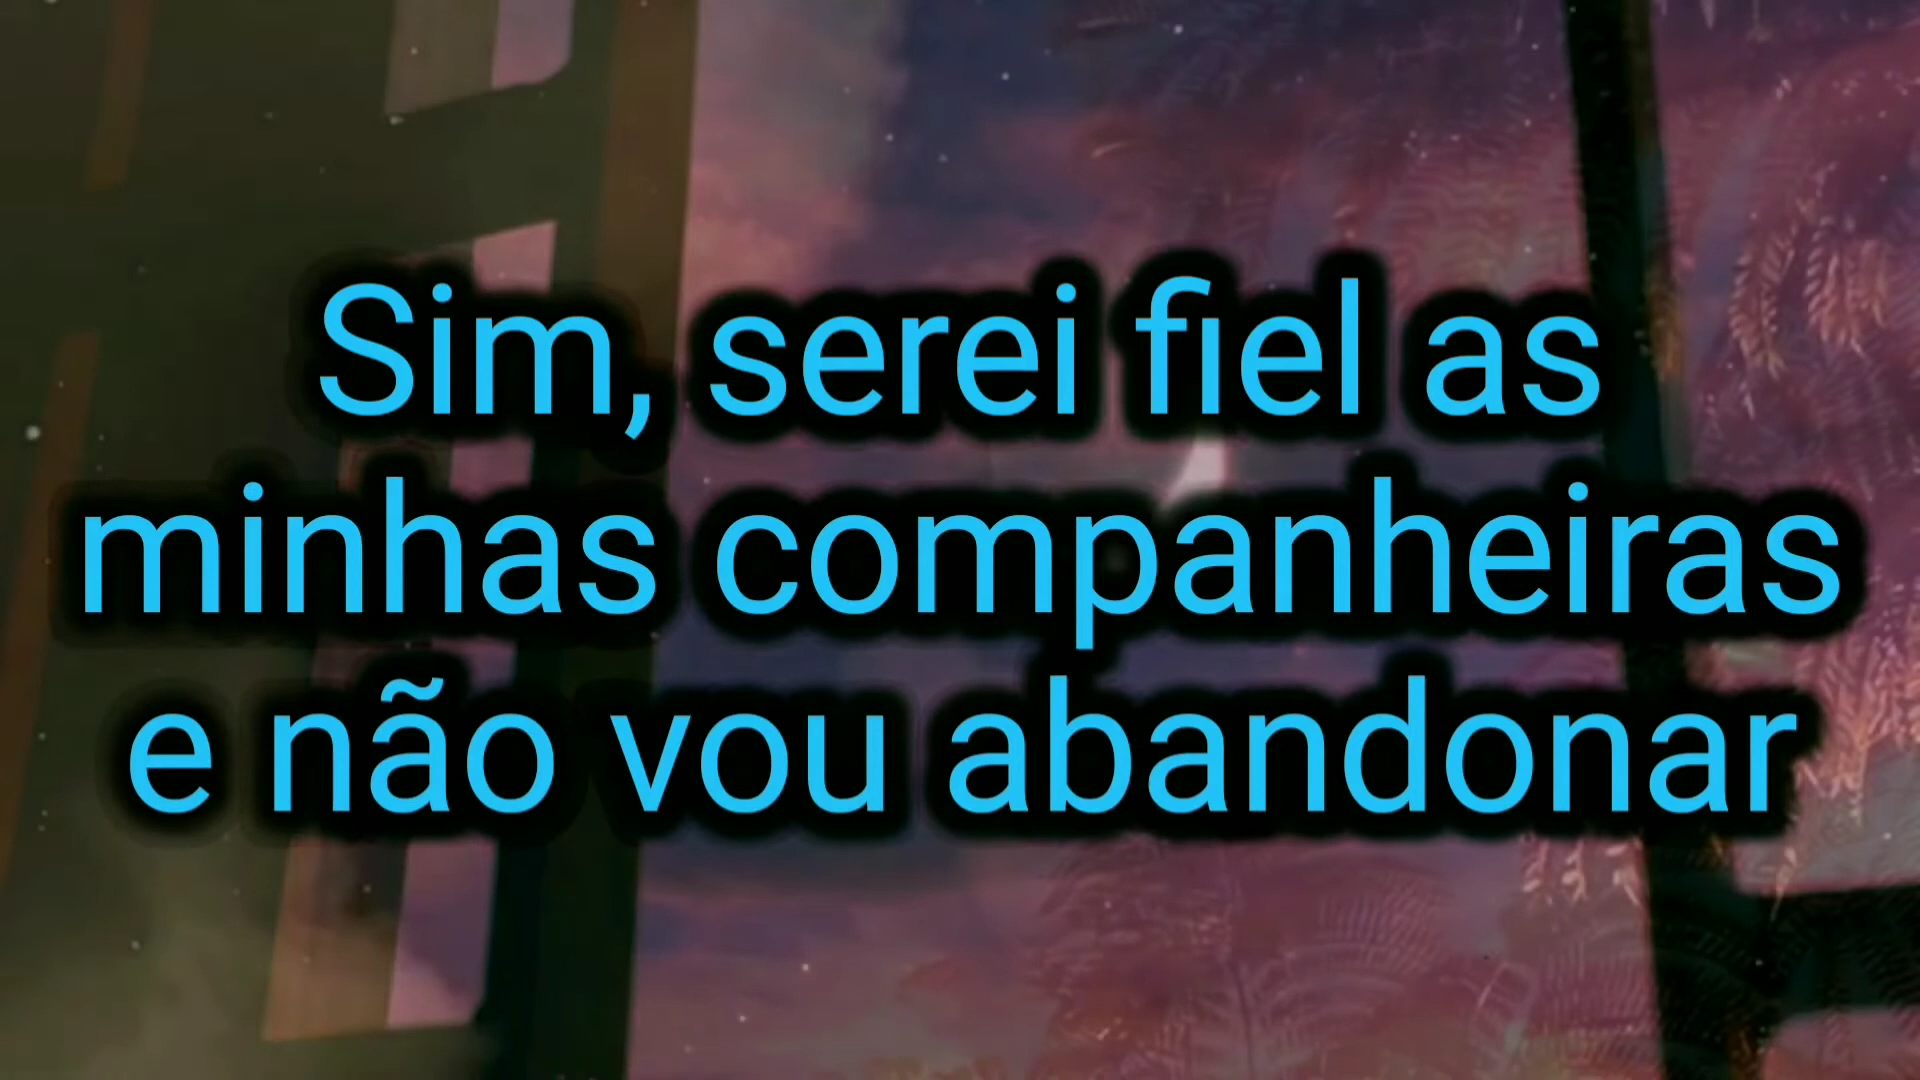 Sim, serei fiel as
minhas companheiras
e não vou abandonar